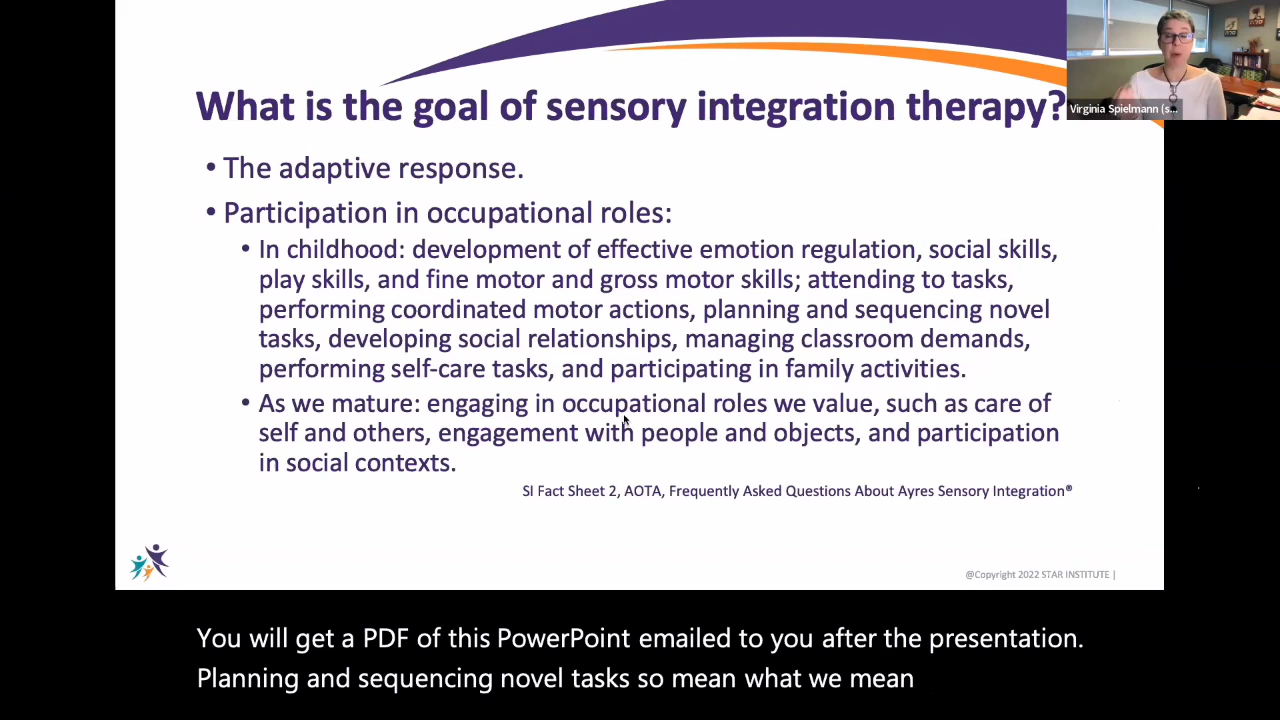 What is the goal of sensory integration therapy?
Virginia Spielmann (s...
• The adaptive response.
• Participation in occupational roles:
• In childhood: development of effective emotion regulation, social skills,
play skills, and fine motor and gross motor skills; attending to tasks,
performing coordinated motor actions, planning and sequencing novel
tasks, developing social relationships, managing classroom demands,
performing self-care tasks, and participating in family activities.
• As we mature: engaging in occupational roles we value, such as care of
self and others, engagement with people and objects, and participation
in social contexts.
SI Fact Sheet 2, AOTA, Frequently Asked Questions About Ayres Sensory Integration®
@Copyright 2022 STAR INSTITUTE |
You will get a PDF of this PowerPoint emailed to you after the presentation.
Planning and sequencing novel tasks so mean what we mean